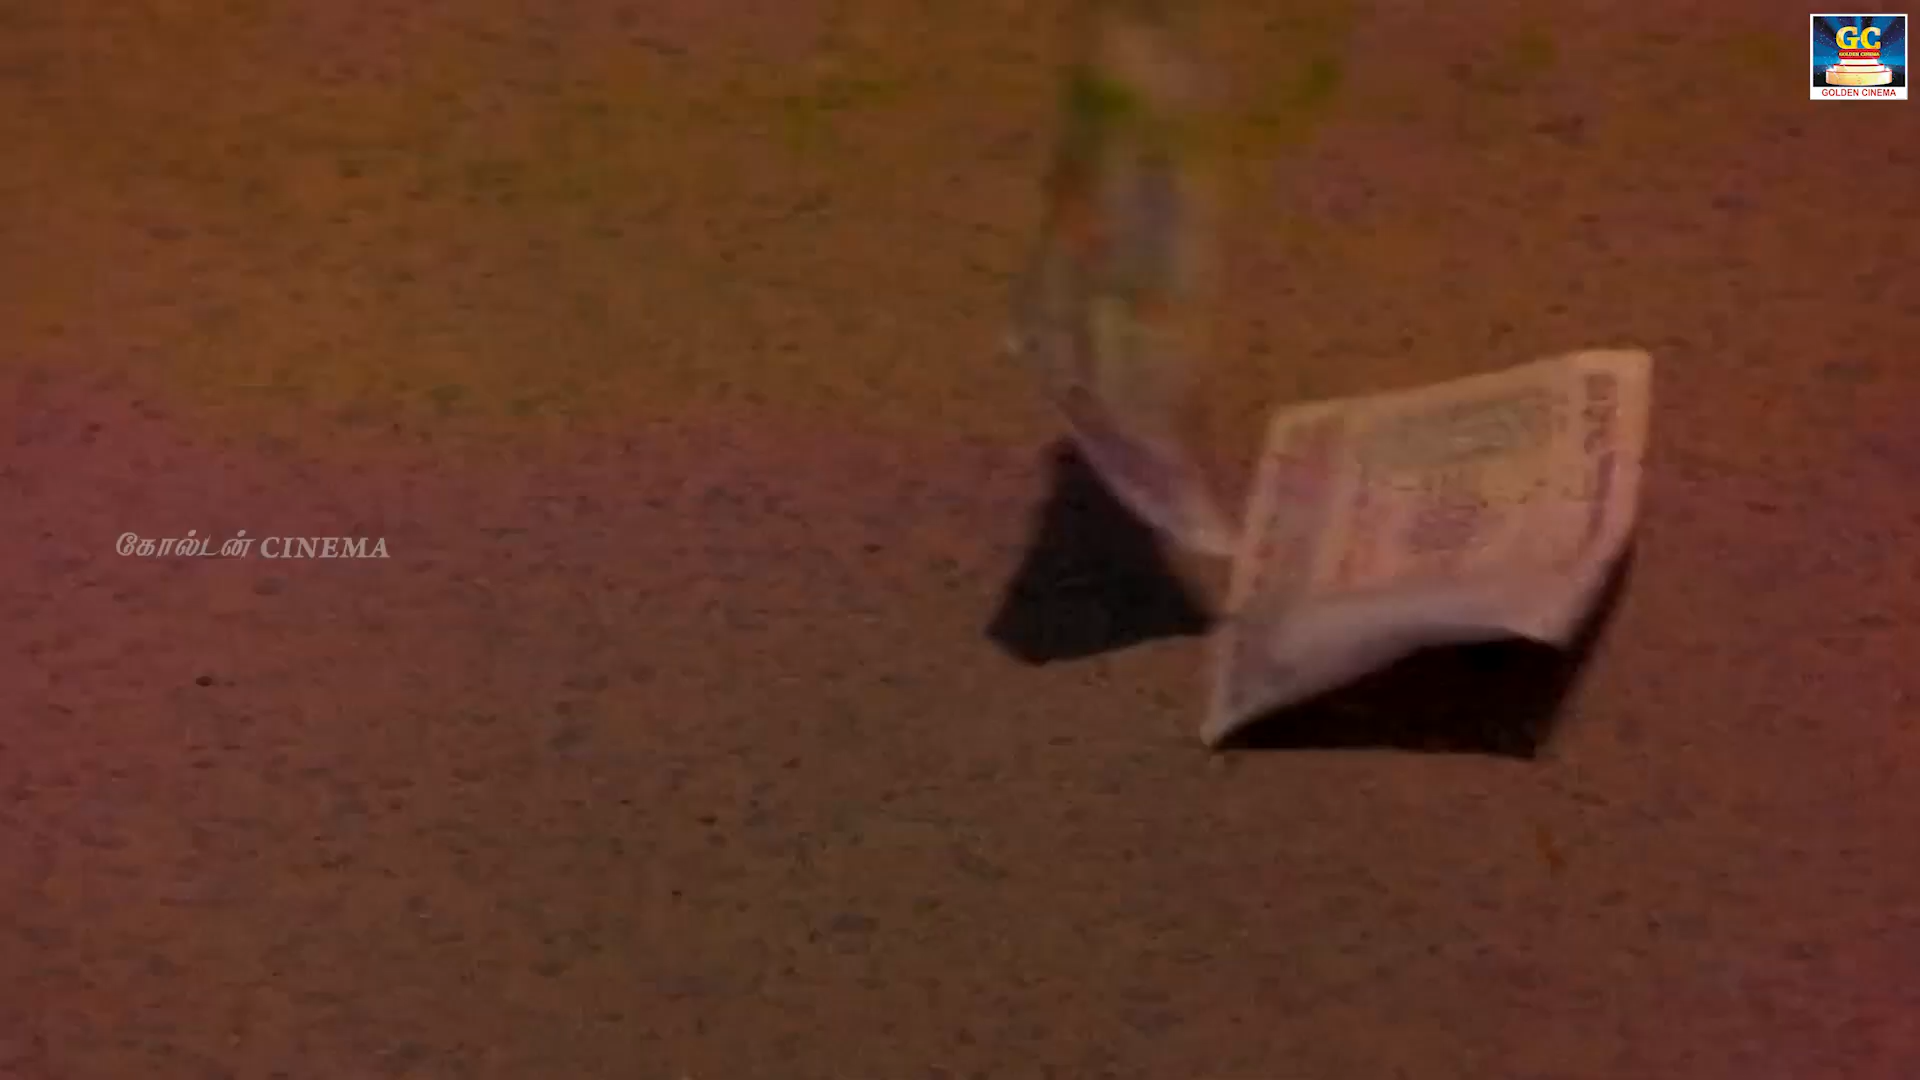 GC
GOLDEN CINEMA
GOLDEN CINEMA
கோல்டன் CINEMA